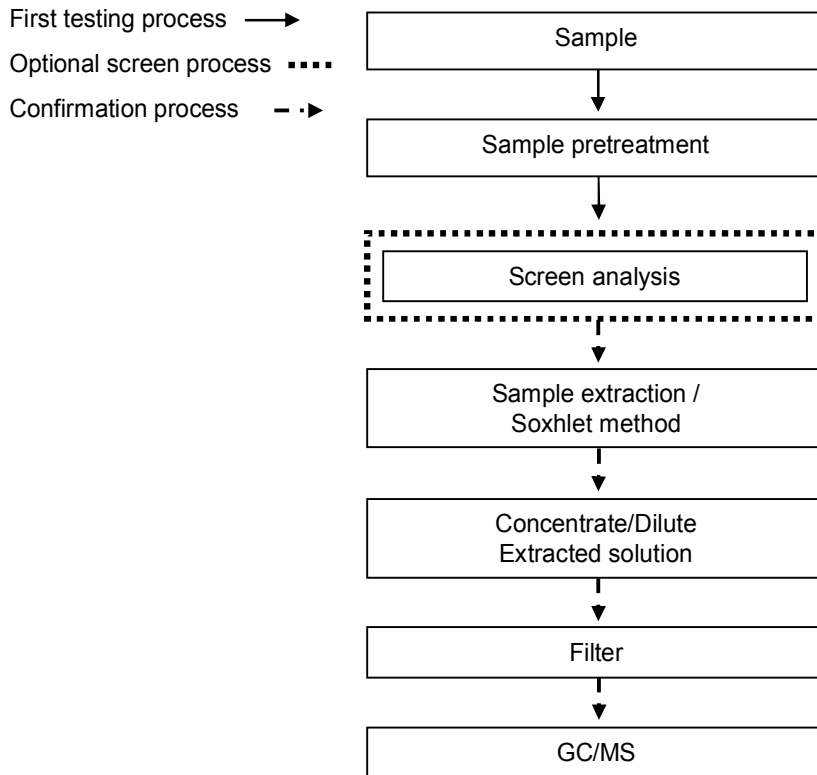 First testing process
Optional screen process
Confirmation process
Sample
Sample pretreatment
Screen analysis
Sample extraction /
Soxhlet method
Concentrate/Dilute
Extracted solution
Filter
GC/MS